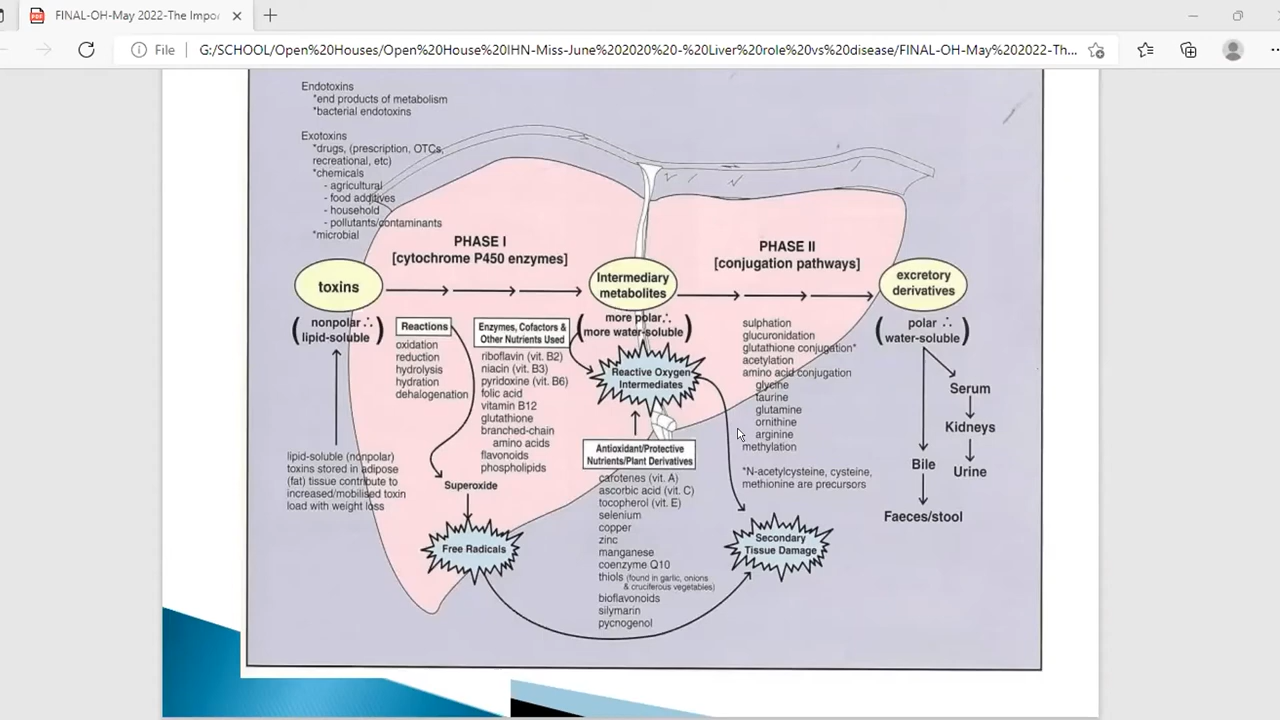 FINAL-OH-May 2022-The Impo
File
G:/SCHOOL/Open%20Houses/Open%20House%20IHN-Miss-June%202020%20-%20Liver%20role%20vs%20disease/FINAL-OH-May%202022-Th...
Endotoxins
*end products of metabolism
*bacterial endotoxins
Exotoxins
*drugs, (prescription, OTCs,
recreational, etc)
*chemicals
- agricultural
- food additives
- household
- pollutants/contaminants
*microbial
PHASE I
[cytochrome P450 enzymes]
PHASE II
[conjugation pathways]
toxins
Intermediary
metabolites
excretory
derivatives
(nonpolar ∴
lipid-soluble)
(more polar ∴
more water-soluble)
(polar ∴
water-soluble)
Reactions
oxidation
reduction
hydrolysis
hydration
dehalogenation
Enzymes, Cofactors &
Other Nutrients Used
riboflavin (vit. B2)
niacin (vit. B3)
pyridoxine (vit. B6)
folic acid
vitamin B12
glutathione
branched-chain
amino acids
flavonoids
phospholipids
Reactive Oxygen
Intermediates
sulphation
glucuronidation
glutathione conjugation*
acetylation
amino acid conjugation
glycine
taurine
glutamine
ornithine
arginine
methylation
*N-acetylcysteine, cysteine,
methionine are precursors
Serum
Kidneys
Urine
Bile
Faeces/stool
lipid-soluble (nonpolar)
toxins stored in adipose
(fat) tissue contribute to
increased/mobilised toxin
load with weight loss
Superoxide
Free Radicals
Antioxidant/Protective
Nutrients/Plant Derivatives
carotenes (vit. A)
ascorbic acid (vit. C)
tocopherol (vit. E)
selenium
copper
zinc
manganese
coenzyme Q10
thiols (found in garlic, onions
& cruciferous vegetables)
bioflavonoids
silymarin
pycnogenol
Secondary
Tissue Damage